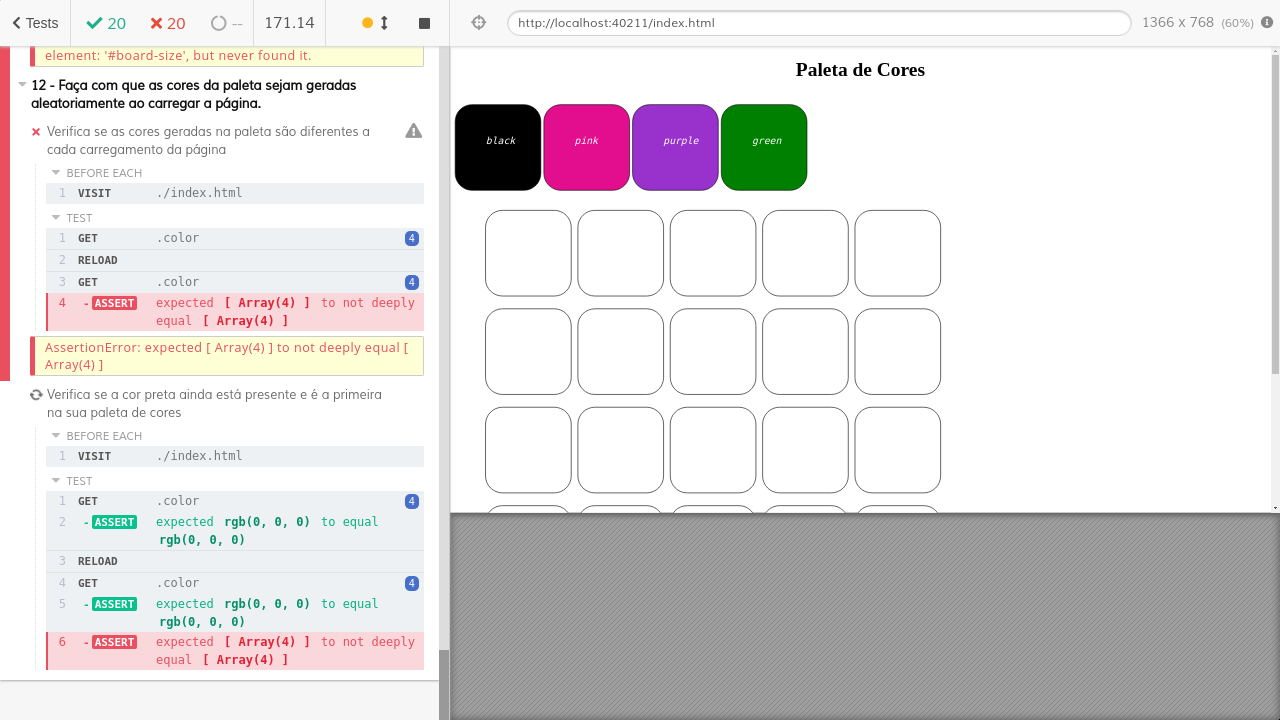 Tests
20
20
--
171.14
http://localhost:40211/index.html
1366 x 768 (60%)
element: '#board-size', but never found it.
12 - Faça com que as cores da paleta sejam geradas
aleatoriamente ao carregar a página.
Verifica se as cores geradas na paleta são diferentes a
cada carregamento da página
BEFORE EACH
1 VISIT ./index.html
TEST
1 GET .color 4
2 RELOAD
3 GET .color 4
4 -ASSERT expected [ Array(4) ] to not deeply
equal [ Array(4) ]
AssertionError: expected [ Array(4) ] to not deeply equal [
Array(4) ]
Verifica se a cor preta ainda está presente e é a primeira
na sua paleta de cores
BEFORE EACH
1 VISIT ./index.html
TEST
1 GET .color 4
2 -ASSERT expected rgb(0, 0, 0) to equal
rgb(0, 0, 0)
3 RELOAD
4 GET .color 4
5 -ASSERT expected rgb(0, 0, 0) to equal
rgb(0, 0, 0)
6 -ASSERT expected [ Array(4) ] to not deeply
equal [ Array(4) ]
Paleta de Cores
black
pink
purple
green